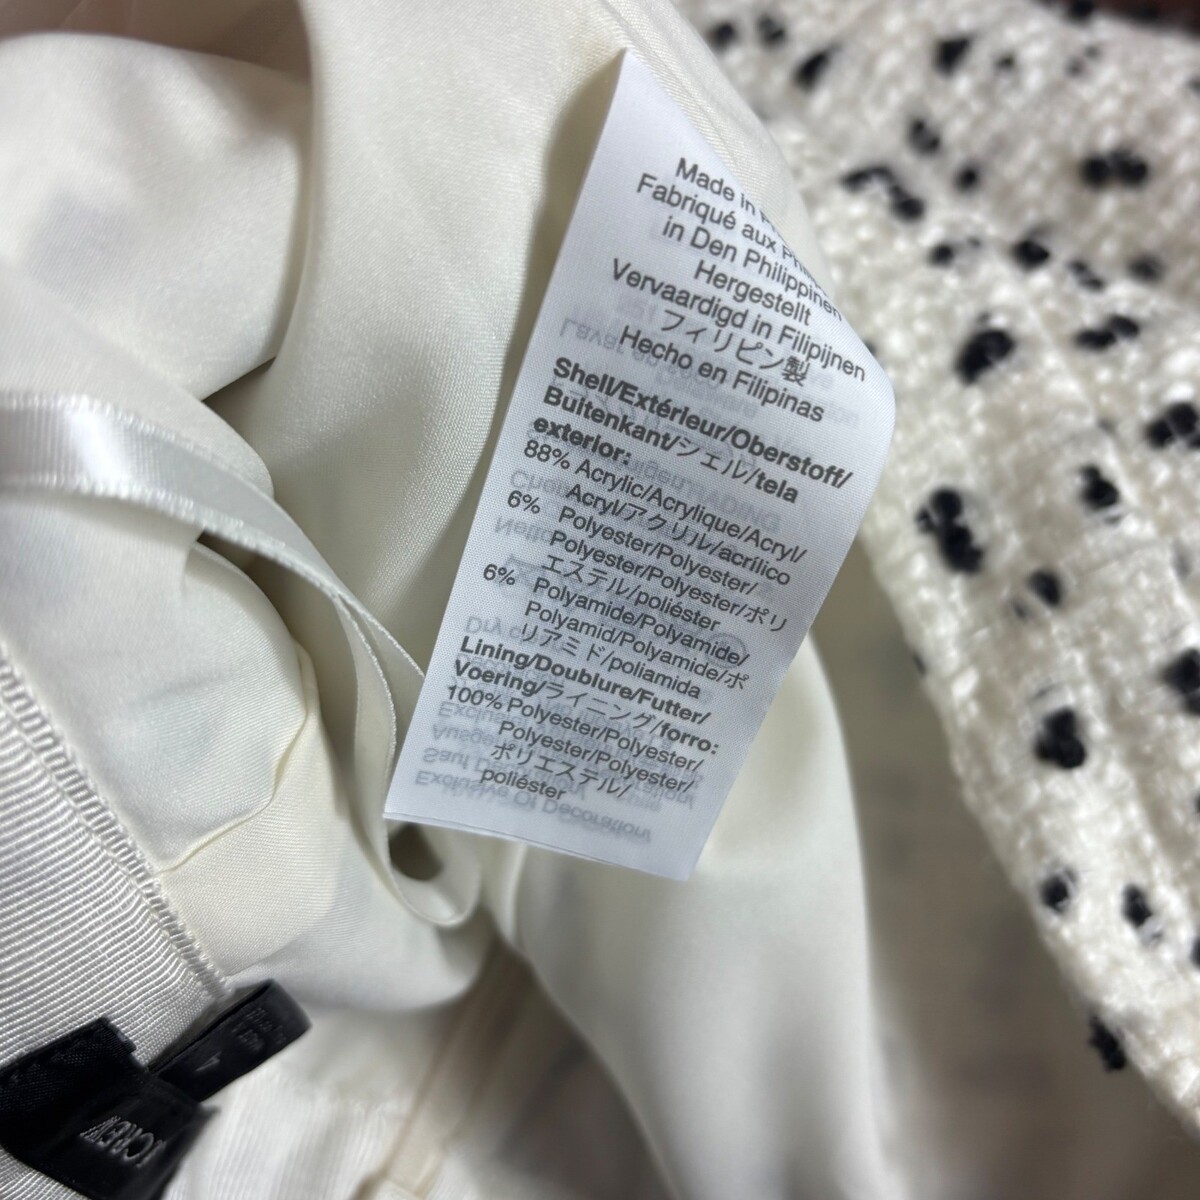 Made in
Fabriqué aux
in Den Philippinen
Hergestellt
Vervaardigd in Filipijnen
フィリピン製
Hecho en Filipinas
Shell/Extérieur/Oberstoff/
Buitenkant/シェル/tela
exterior:
88% Acrylic/Acrylique/Acryl/
Acryl/アクリル/acrílico
6% Polyester/Polyester/
Polyester/Polyester/ポリ
エステル/poliéster
6% Polyamide/Polyamide/
Polyamid/Polyamide/ポ
リアミド/poliamida
Lining/Doublure/Futter/
Voering/ライニング/forro:
100% Polyester/Polyester/
Polyester/Polyester/
ポリエステル/
poliéster
4
J.CREW